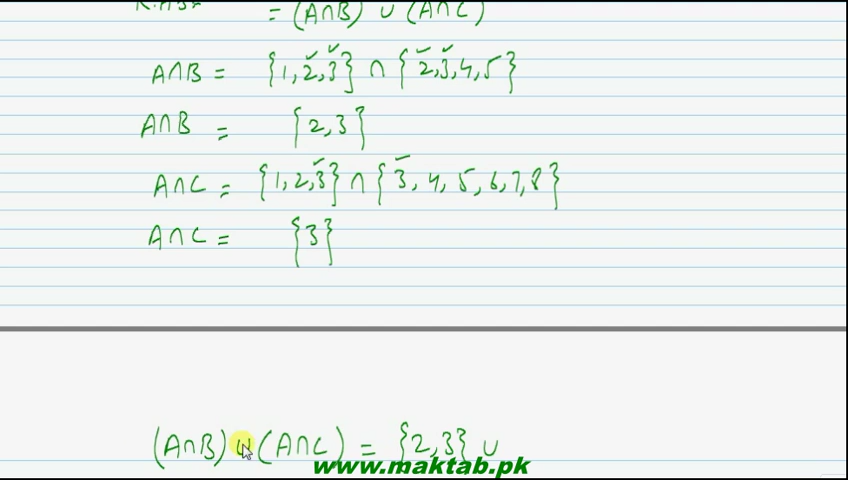 R.H.S = (A∩B) ∪ (A∩C)
A∩B = {1, 2, 3} ∩ {2, 3, 4, 5}
A∩B = {2, 3}
A∩C = {1, 2, 3} ∩ {3, 4, 5, 6, 7, 8}
A∩C = {3}
(A∩B) ∪ (A∩C) = {2, 3} ∪
www.maktab.pk